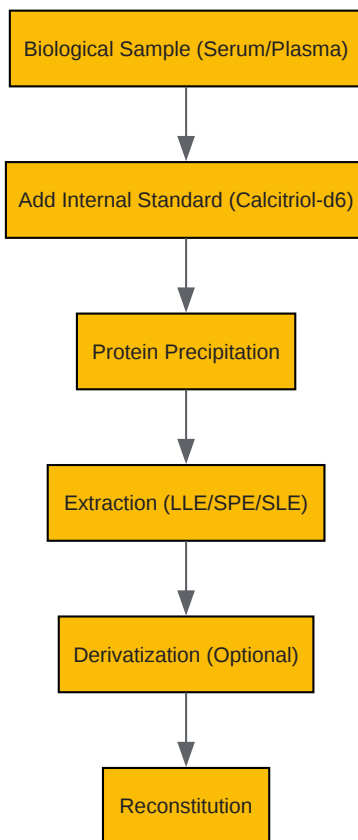 Biological Sample (Serum/Plasma)
Add Internal Standard (Calcitriol-d6)
Protein Precipitation
Extraction (LLE/SPE/SLE)
Derivatization (Optional)
Reconstitution